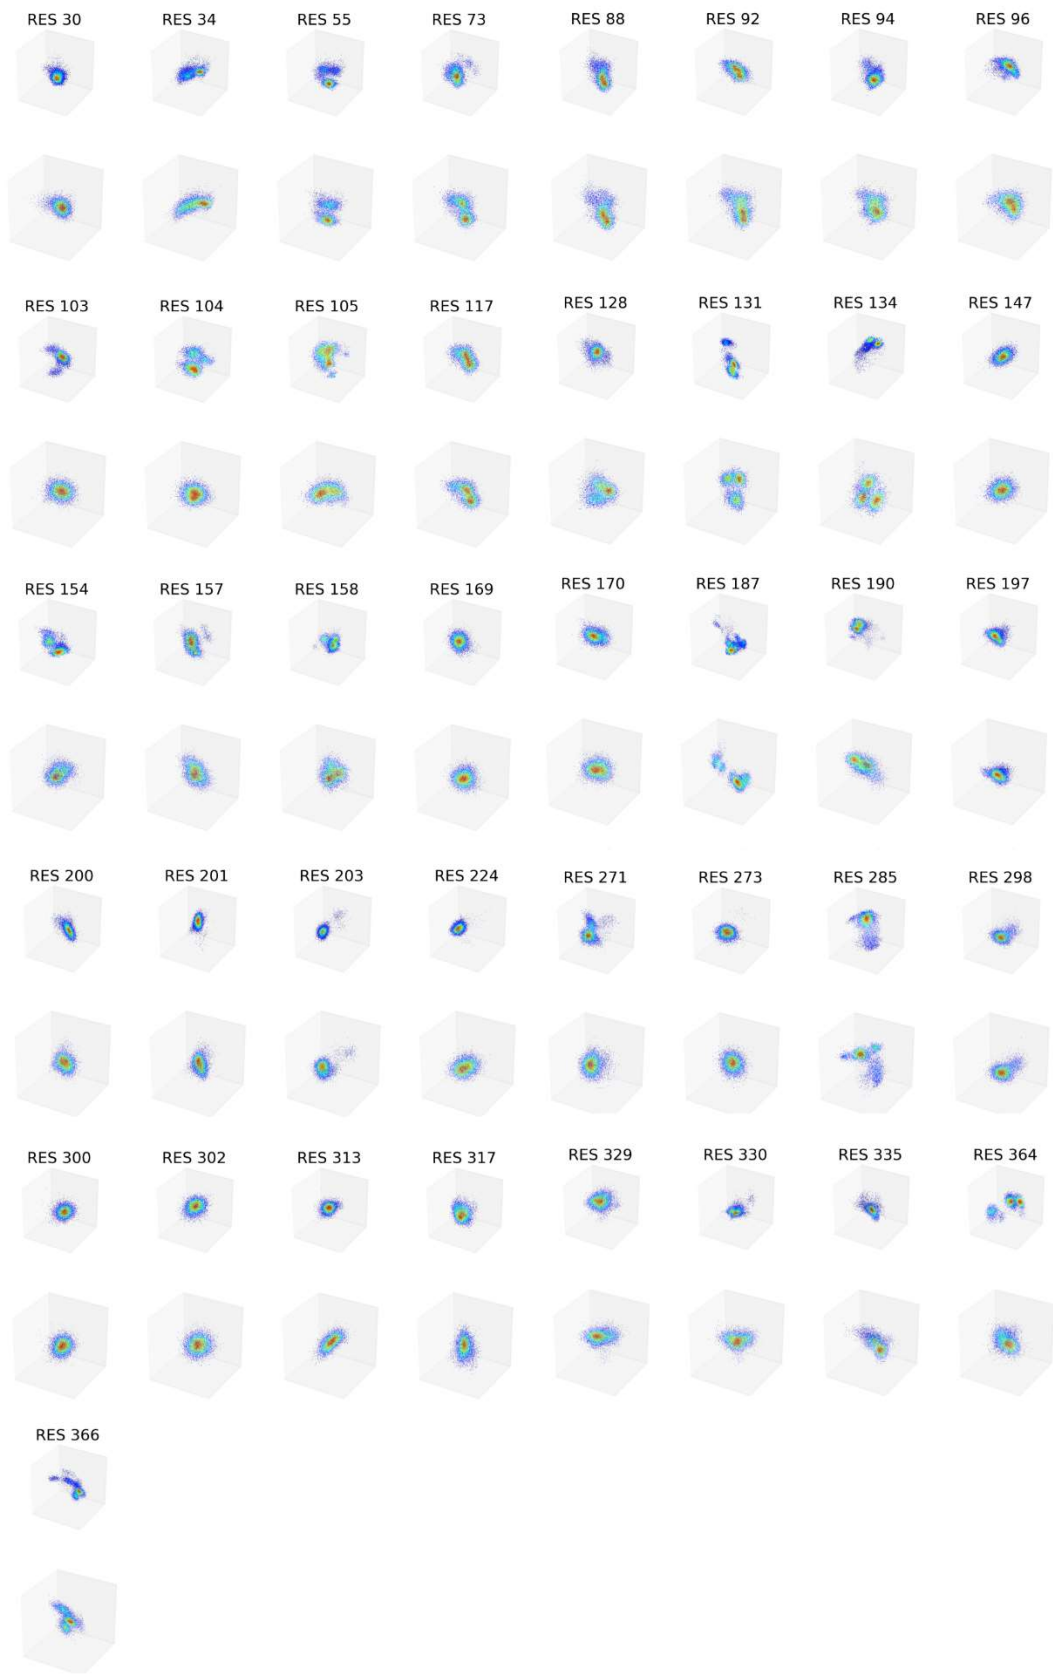 RES 30 RES 34 RES 55 RES 73 RES 88 RES 92 RES 94 RES 96
RES 103 RES 104 RES 105 RES 117 RES 128 RES 131 RES 134 RES 147
RES 154 RES 157 RES 158 RES 169 RES 170 RES 187 RES 190 RES 197
RES 200 RES 201 RES 203 RES 224 RES 271 RES 273 RES 285 RES 298
RES 300 RES 302 RES 313 RES 317 RES 329 RES 330 RES 335 RES 364
RES 366